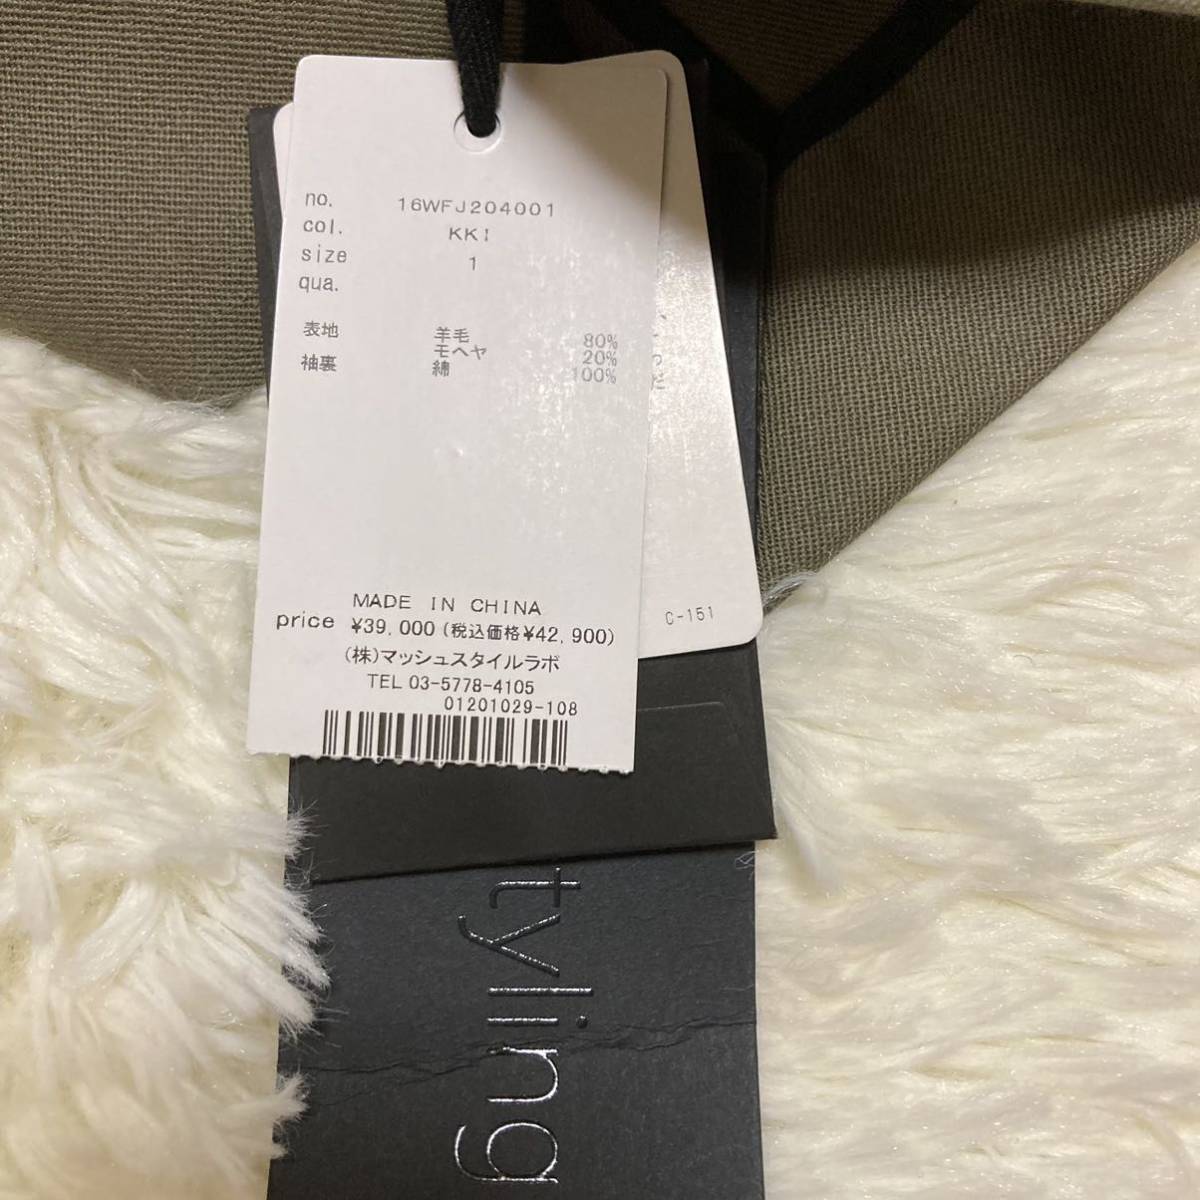 no. 16WFJ204001
col. KKI
size 1
qua.
表地 羊毛 80%
モヘヤ 20%
袖裏 綿 100%
MADE IN CHINA
price ¥39,000 (税込価格¥42,900)
(株)マッシュスタイルラボ
TEL 03-5778-4105
01201029-108
C-151
tyling